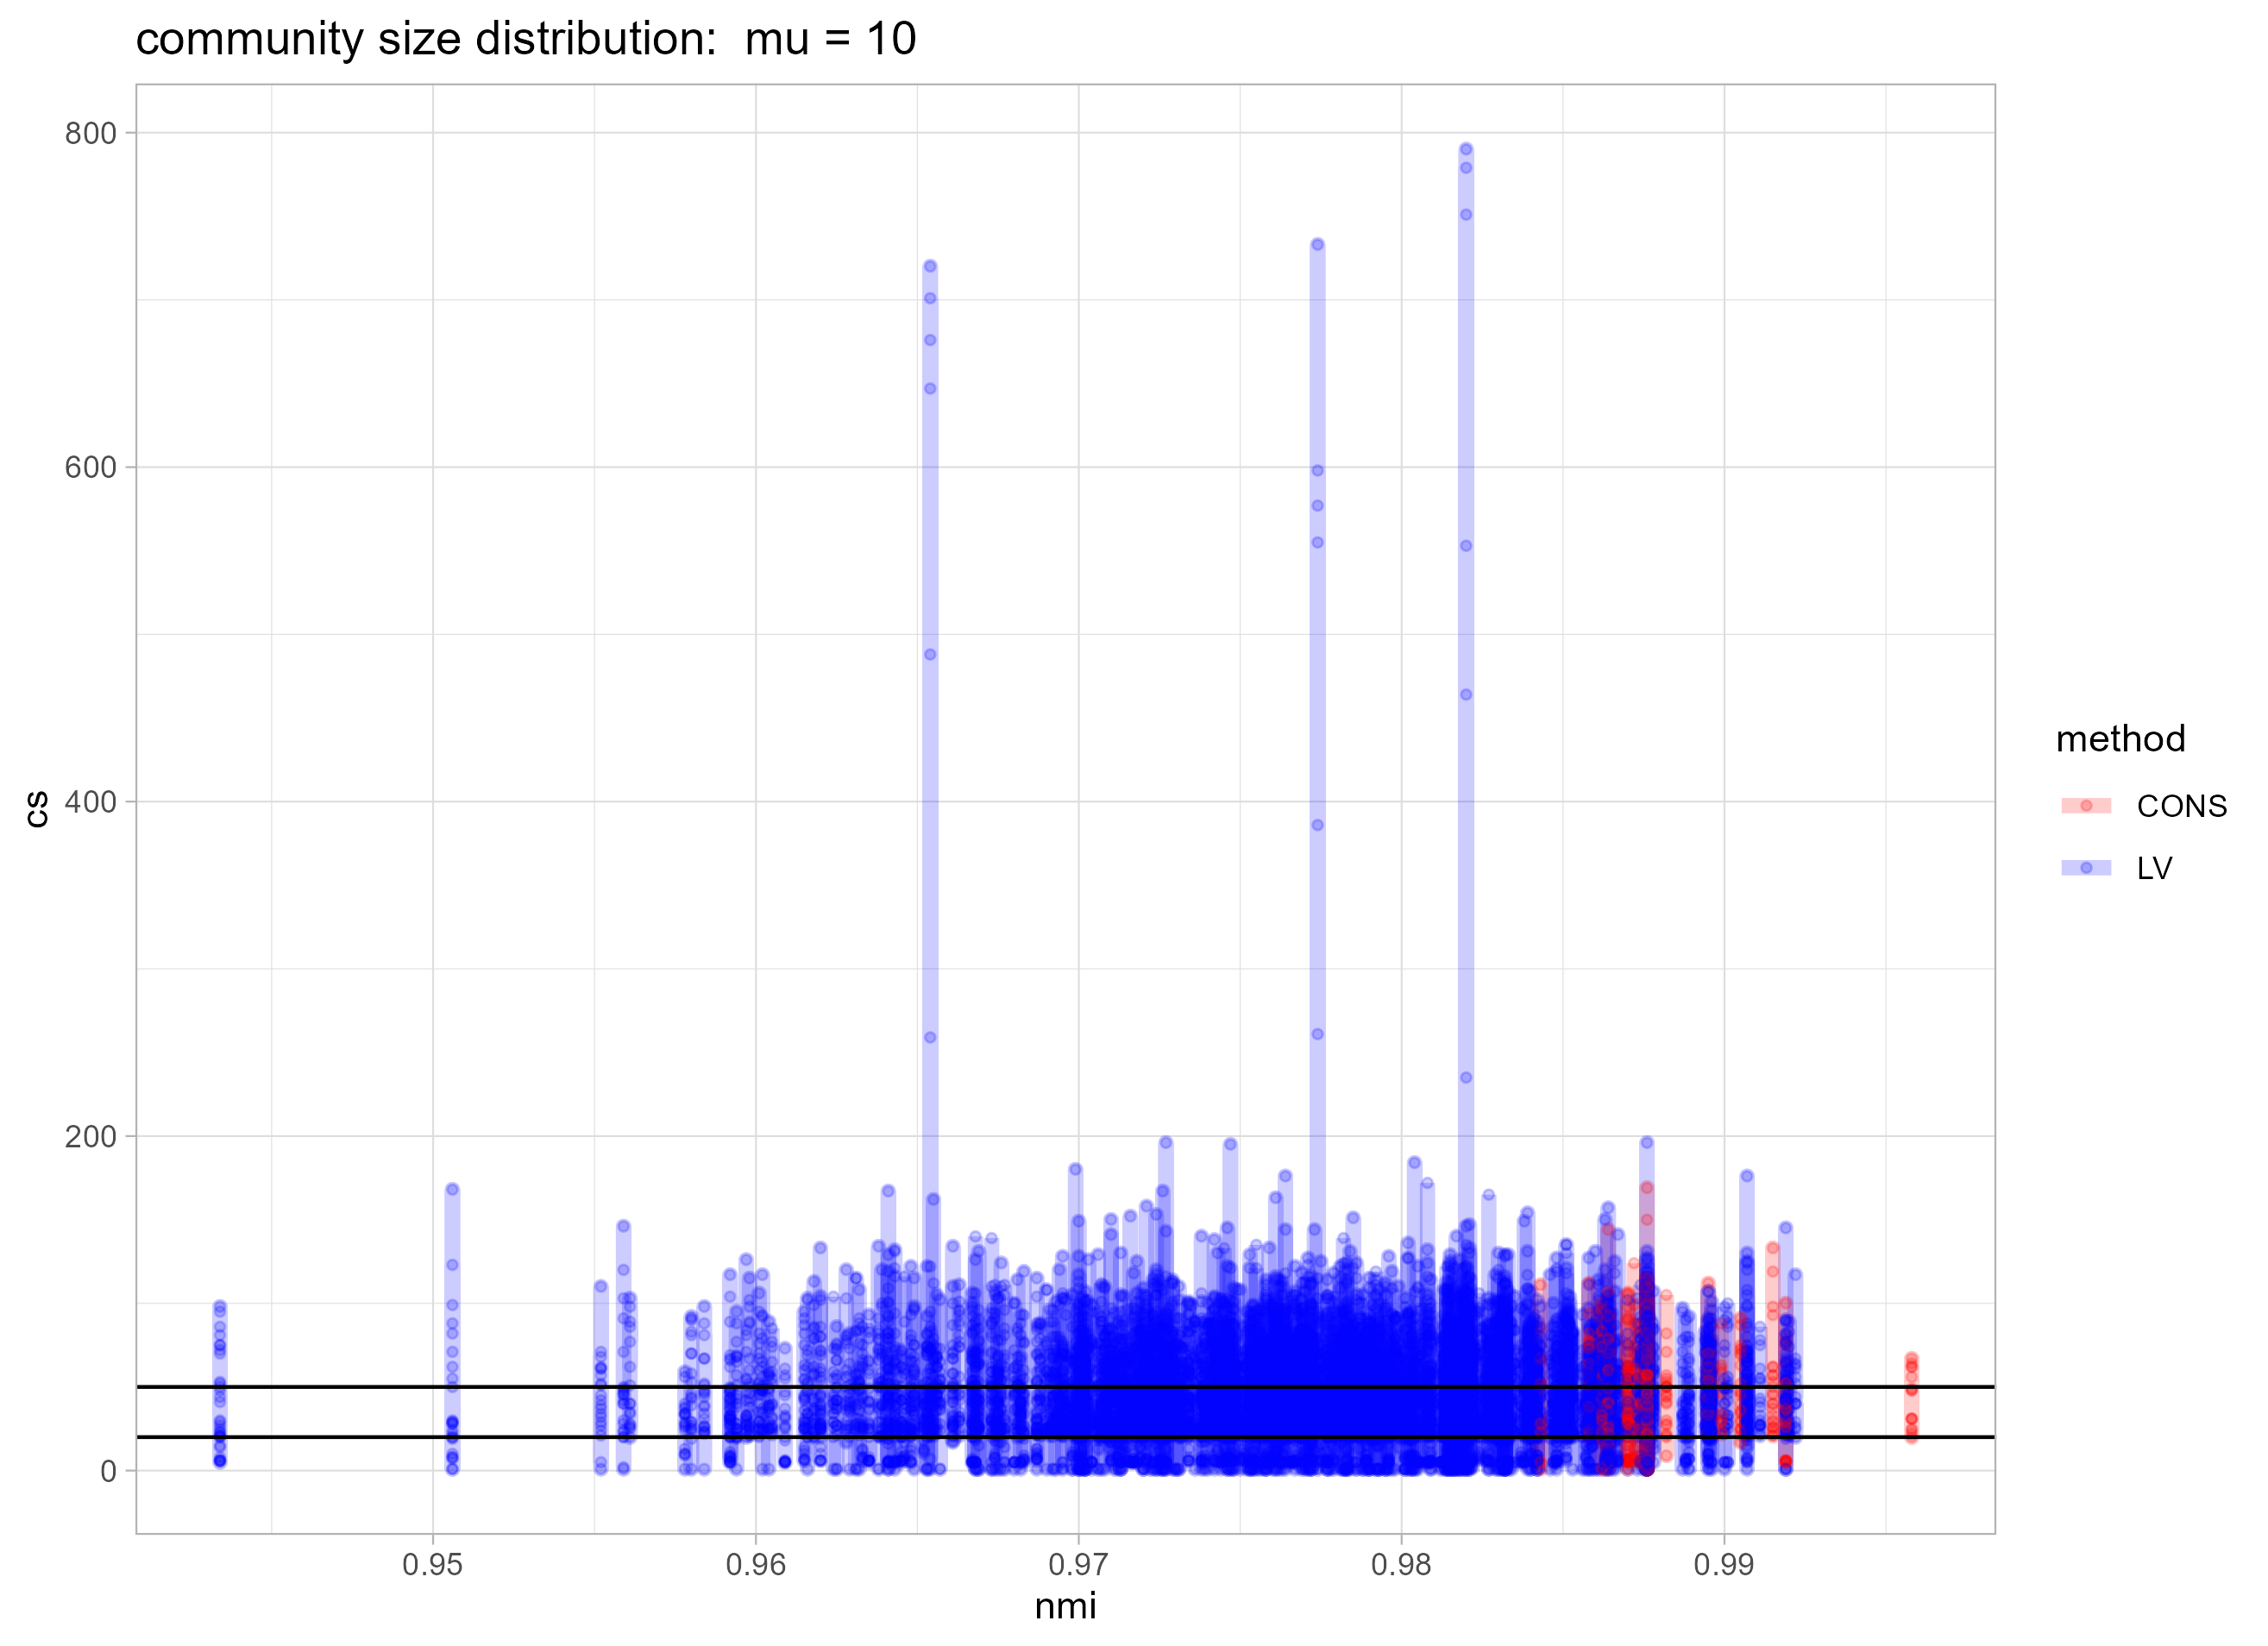 community size distribution:  mu = 10
800
600
400
200
0
cs
0.95
0.96
0.97
0.98
0.99
nmi
method
CONS
LV